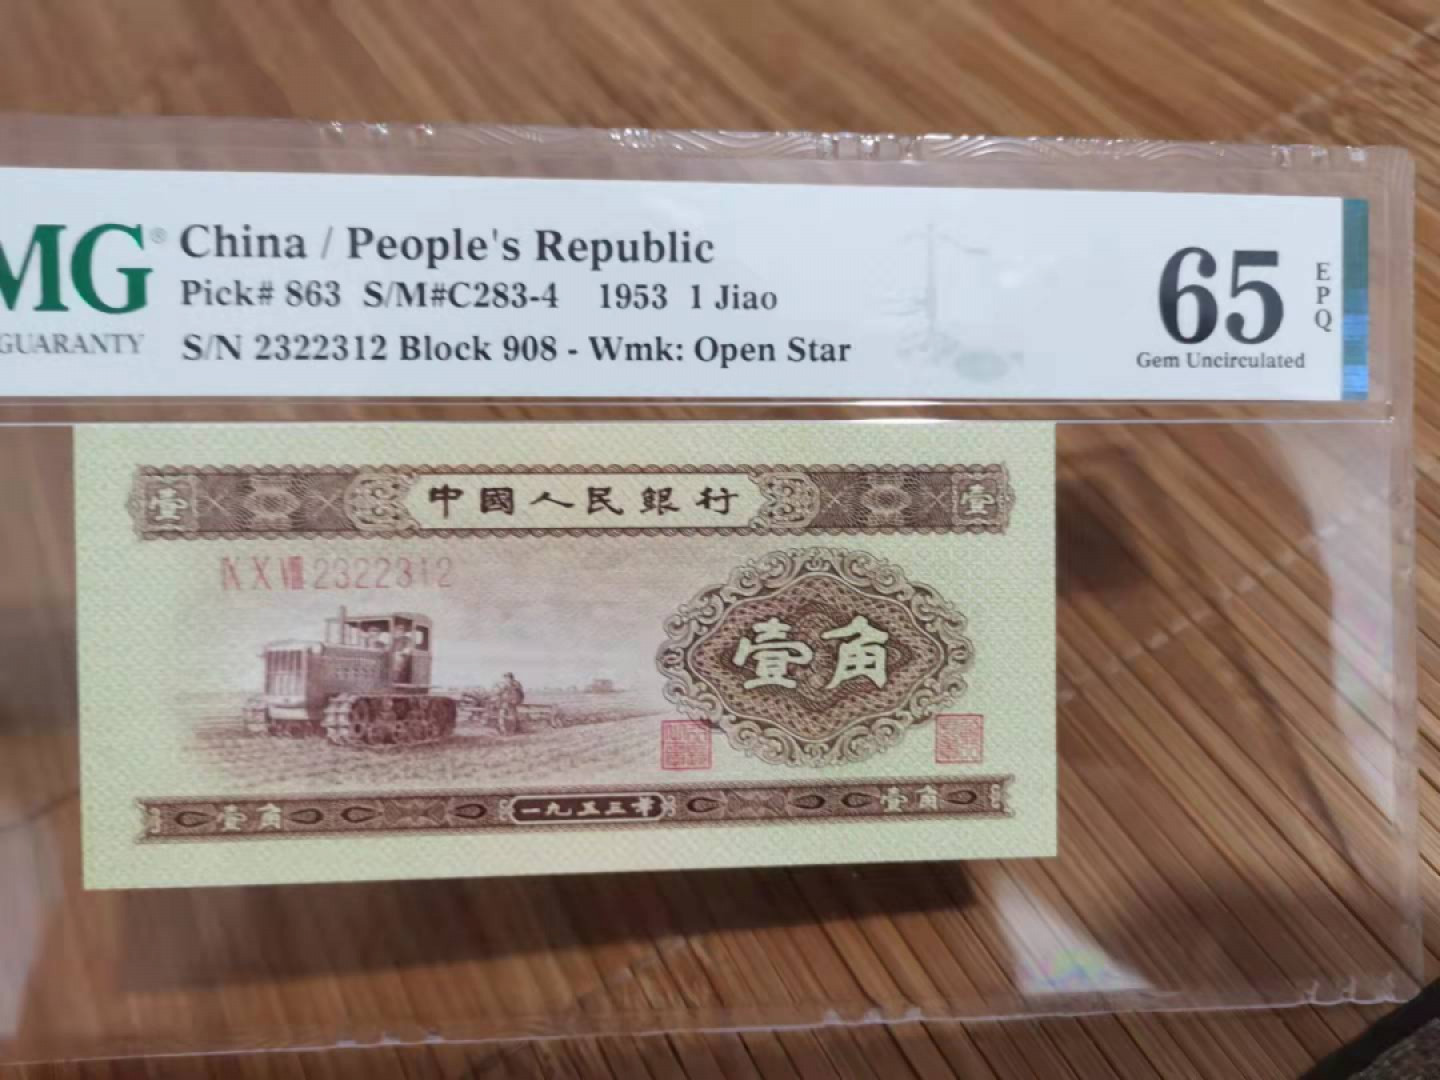 MG® China / People's Republic
Pick# 863 S/M#C283-4 1953 1 Jiao
GUARANTY S/N 2322312 Block 908 - Wmk: Open Star
65 EPQ
Gem Uncirculated
壹 中國人民銀行 壹
IX X VIII 2322312
壹角
壹角 一九五三年 壹角